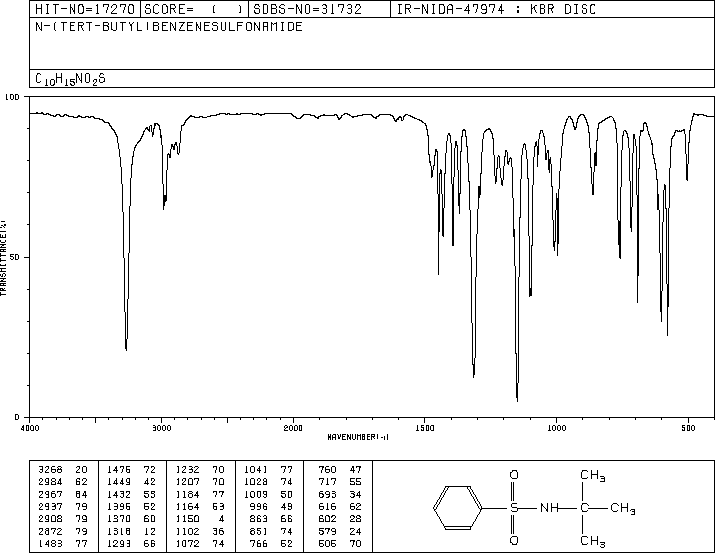 HIT-NO=17270 SCORE= ( ) SDBS-NO=31732 IR-NIDA-47974 : KBR DISC
N-(TERT-BUTYL)BENZENESULFONAMIDE
C10H15NO2S
100
50
0
TRANSMITTANCE(%)
4000 3000 2000 1500 1000 500
WAVENUMBER(-1)
3268 20 1476 72 1232 70 1041 77 760 47
2984 62 1449 42 1207 70 1028 74 717 55
2967 64 1432 55 1184 77 1009 50 693 34
2937 79 1396 52 1164 53 996 49 616 62
2908 79 1370 60 1150 4 863 66 602 28
2872 79 1318 12 1102 36 851 74 579 24
1483 77 1293 66 1072 74 766 52 505 70
O
CH3
S NH CH3
O
CH3